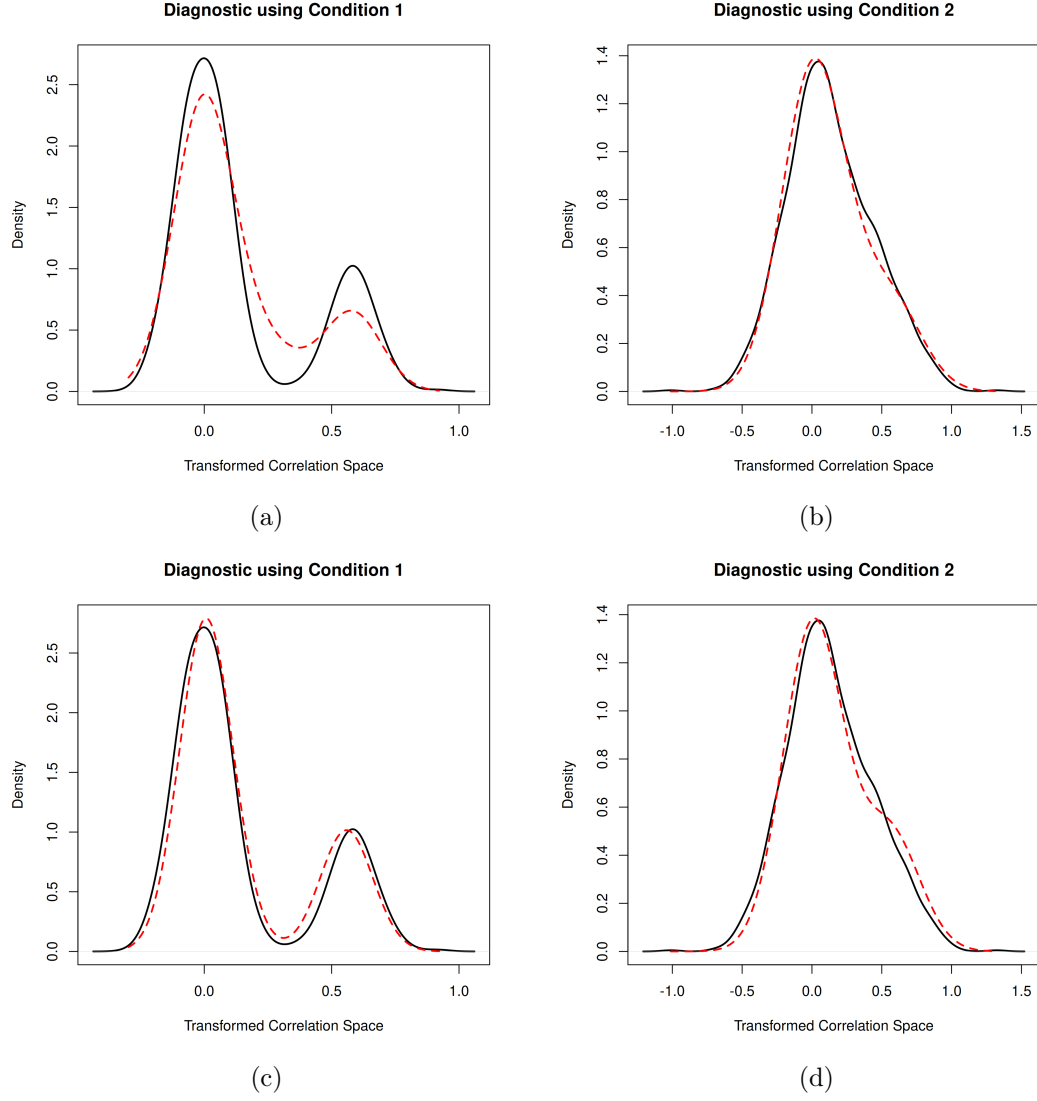 Diagnostic using Condition 1
Density
0.0 0.5 1.0 1.5 2.0 2.5
0.0 0.5 1.0
Transformed Correlation Space
(a)
Diagnostic using Condition 2
Density
0.0 0.2 0.4 0.6 0.8 1.0 1.2 1.4
-1.0 -0.5 0.0 0.5 1.0 1.5
Transformed Correlation Space
(b)
Diagnostic using Condition 1
Density
0.0 0.5 1.0 1.5 2.0 2.5
0.0 0.5 1.0
Transformed Correlation Space
(c)
Diagnostic using Condition 2
Density
0.0 0.2 0.4 0.6 0.8 1.0 1.2 1.4
-1.0 -0.5 0.0 0.5 1.0 1.5
Transformed Correlation Space
(d)